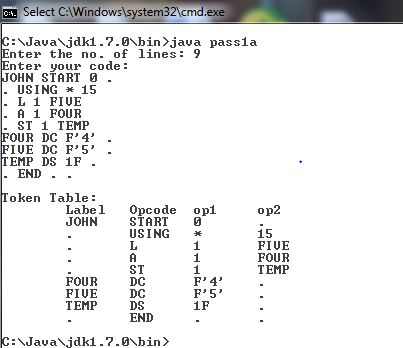 Select C:\Windows\system32\cmd.exe
C:\Java\jdk1.7.0\bin>java pass1a
Enter the no. of lines: 9
Enter your code:
JOHN START 0 .
. USING * 15
. L 1 FIVE
. A 1 FOUR
. ST 1 TEMP
FOUR DC F'4' .
FIVE DC F'5' .
TEMP DS 1F .
. END . .
Token Table:
Label Opcode op1 op2
JOHN START 0 .
. USING * 15
. L 1 FIVE
. A 1 FOUR
. ST 1 TEMP
FOUR DC F'4' .
FIVE DC F'5' .
TEMP DS 1F .
. END . .
C:\Java\jdk1.7.0\bin>